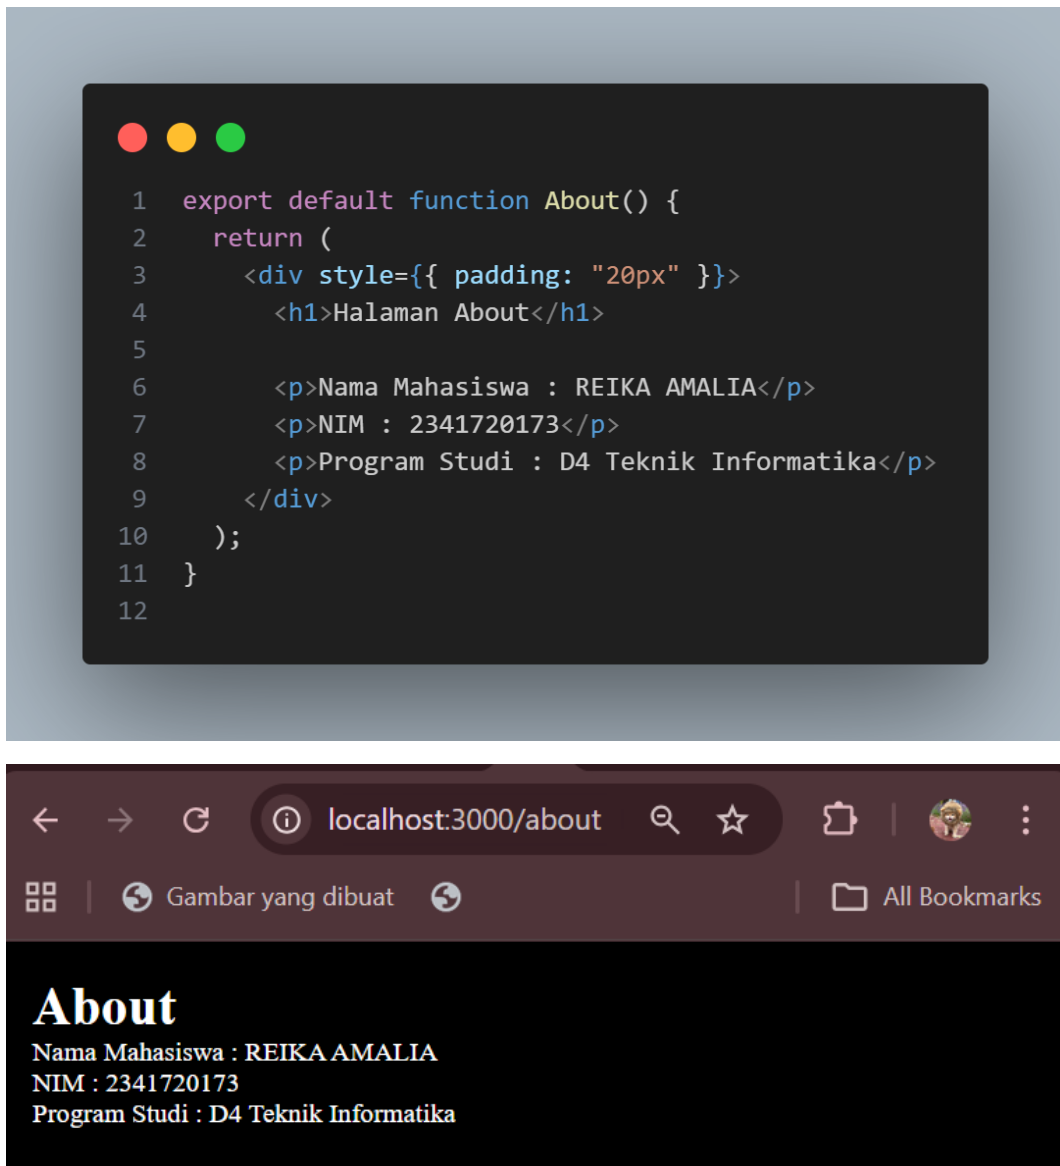 1 export default function About() {
2 return (
3 <div style={{ padding: "20px" }}>
4 <h1>Halaman About</h1>
5
6 <p>Nama Mahasiswa : REIKA AMALIA</p>
7 <p>NIM : 2341720173</p>
8 <p>Program Studi : D4 Teknik Informatika</p>
9 </div>
10 );
11 }
12
localhost:3000/about
Gambar yang dibuat
All Bookmarks
About
Nama Mahasiswa : REIKA AMALIA
NIM : 2341720173
Program Studi : D4 Teknik Informatika